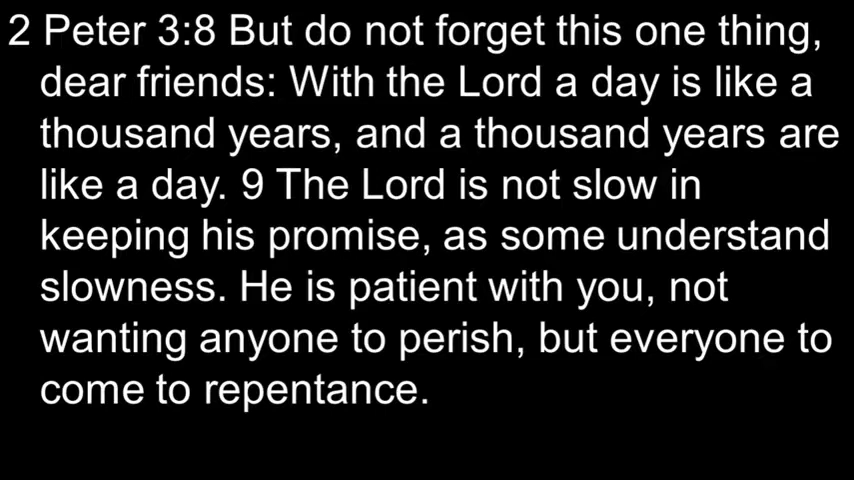 2 Peter 3:8 But do not forget this one thing,
dear friends: With the Lord a day is like a
thousand years, and a thousand years are
like a day. 9 The Lord is not slow in
keeping his promise, as some understand
slowness. He is patient with you, not
wanting anyone to perish, but everyone to
come to repentance.